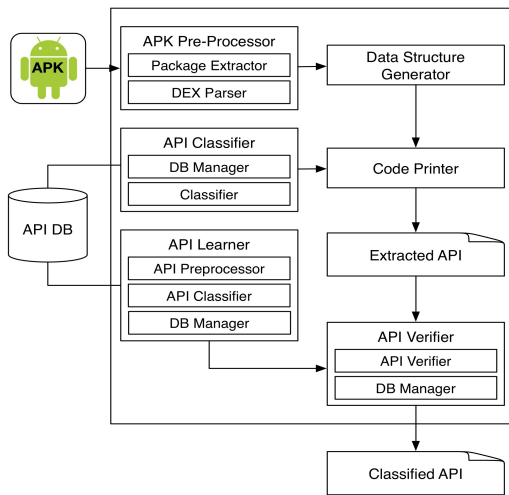 APK
APK Pre-Processor
Package Extractor
DEX Parser
Data Structure
Generator
API Classifier
DB Manager
Classifier
Code Printer
API DB
API Learner
API Preprocessor
API Classifier
DB Manager
Extracted API
API Verifier
API Verifier
DB Manager
Classified API